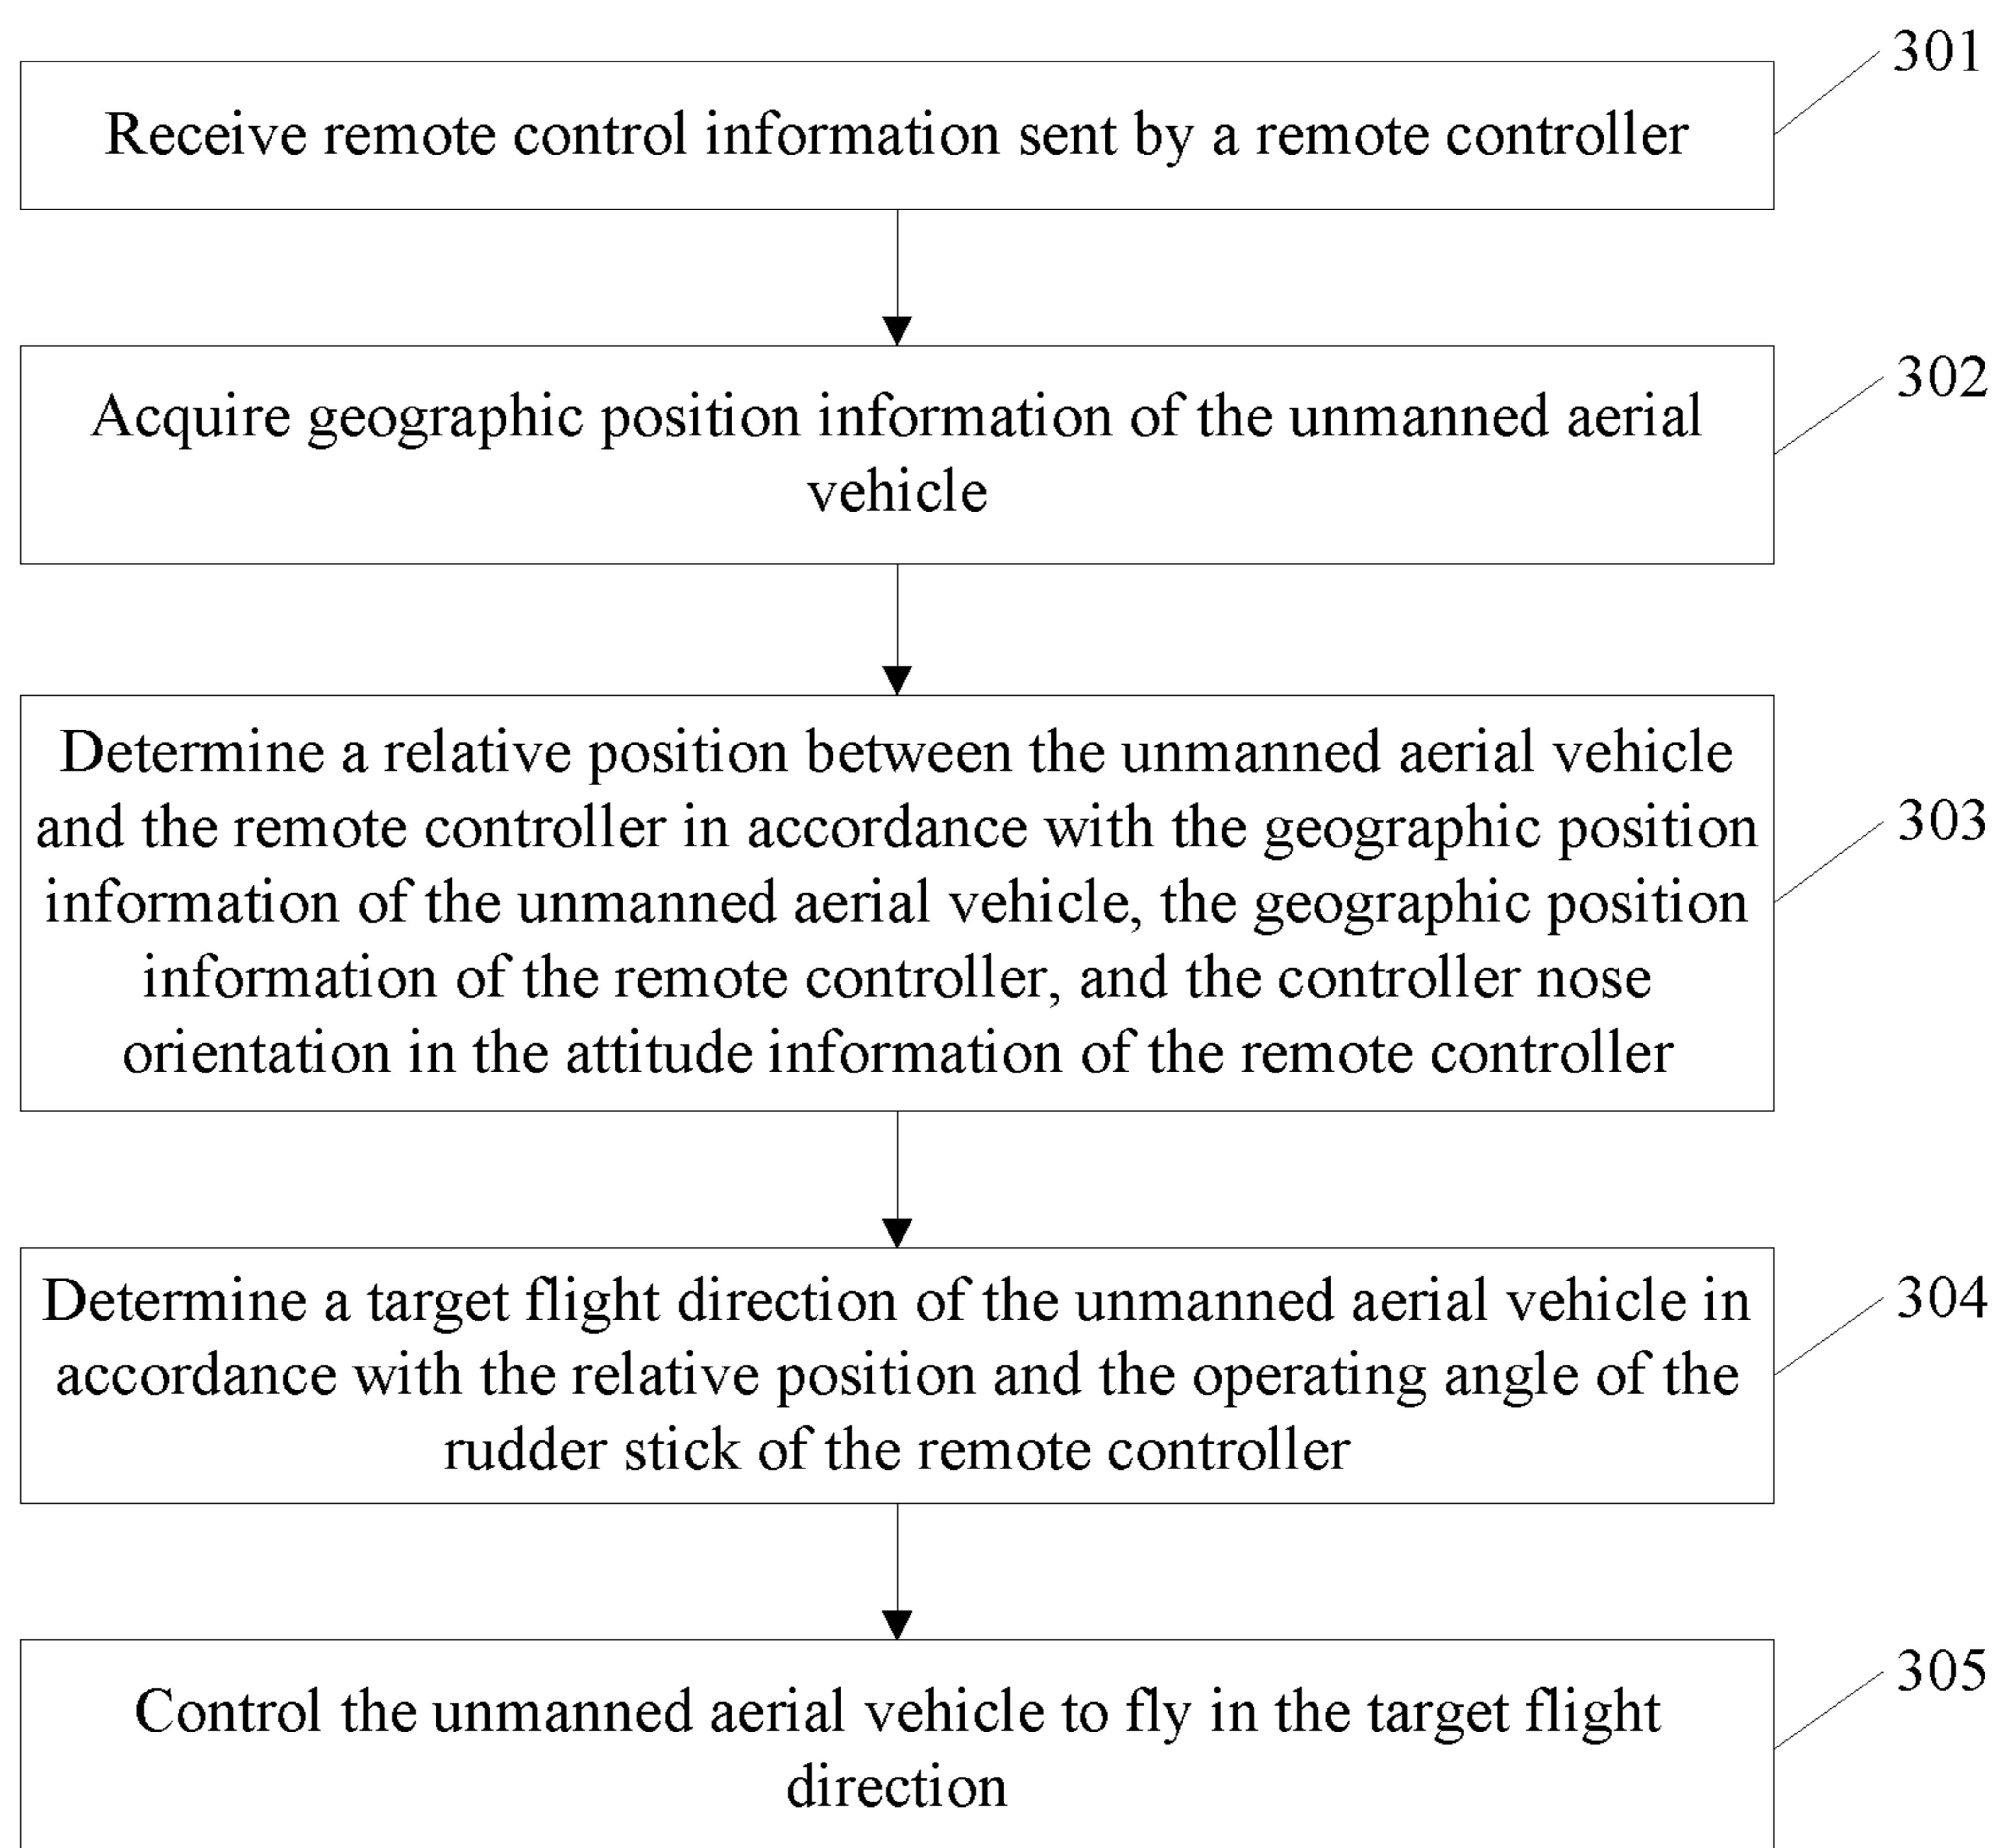 301
Receive remote control information sent by a remote controller
302
Acquire geographic position information of the unmanned aerial
vehicle
Determine a relative position between the unmanned aerial vehicle
and the remote controller in accordance with the geographic position
303
information of the unmanned aerial vehicle, the geographic position
information of the remote controller, and the controller nose
orientation in the attitude information of the remote controller
304
Determine a target flight direction of the unmanned aerial vehicle in
accordance with the relative position and the operating angle of the
rudder stick of the remote controller
305
Control the unmanned aerial vehicle to fly in the target flight
direction